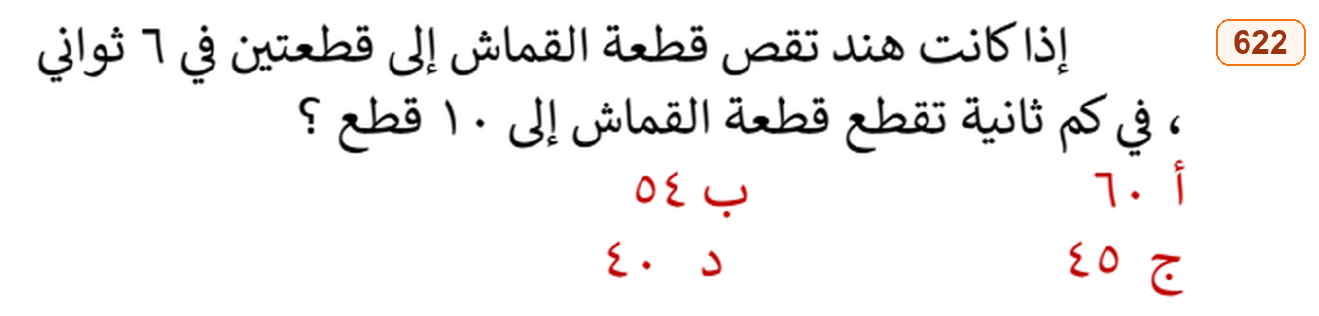 622
إذا كانت هند تقص قطعة القماش إلى قطعتين في ٦ ثواني
، في كم ثانية تقطع قطعة القماش إلى ١٠ قطع ؟
أ ٦٠ ب ٥٤
ج ٤٥ د ٤٠